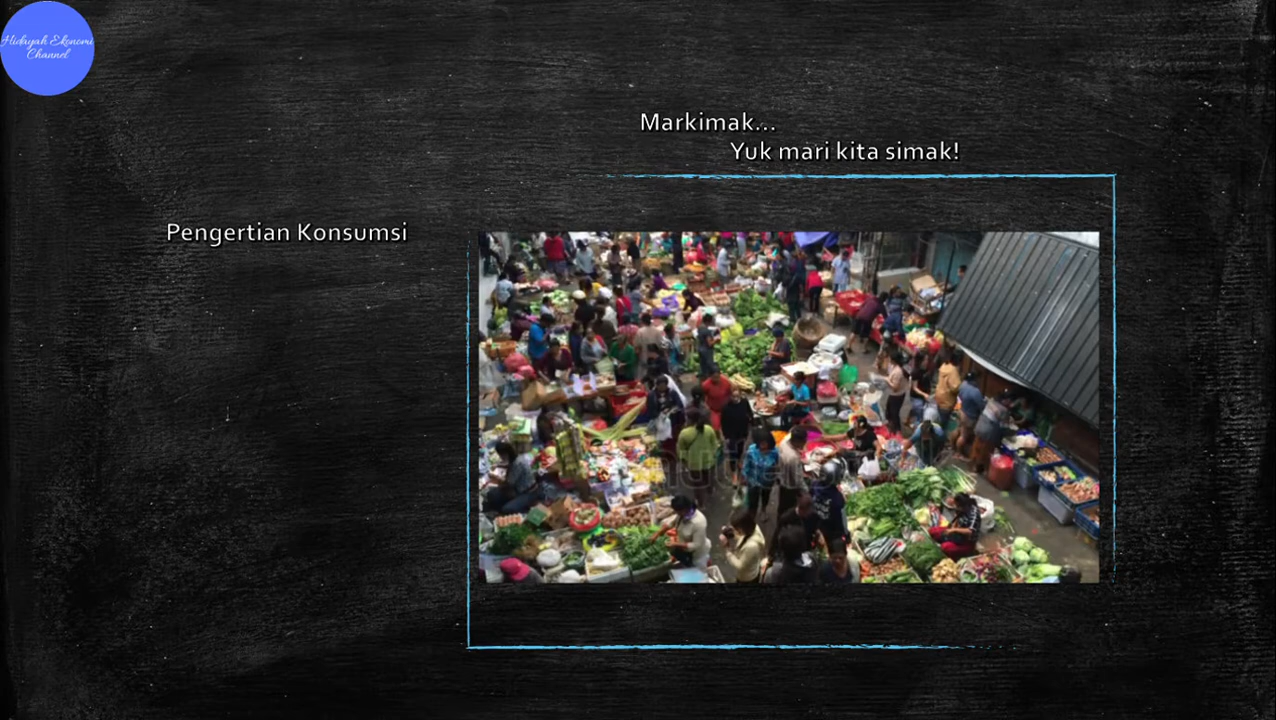 Hidayah Ekonomi
Channel
Markimak...
Yuk mari kita simak!
Pengertian Konsumsi